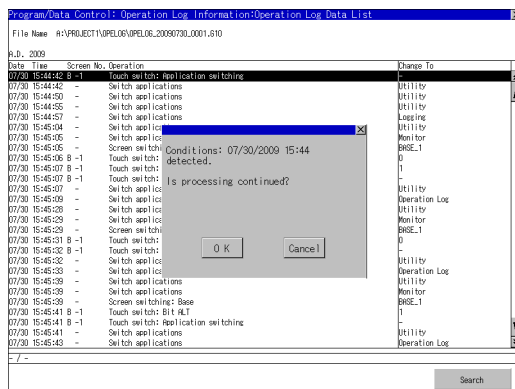 Program/Data Control: Operation Log Information:Operation Log Data List
File Name A:\PROJECT1\OPELOG\OPELOG_20090730_0001.G1O
A.D. 2009
Date Time Screen No. Operation Change To
07/30 15:44:42 B -1 Touch switch: Application switching -
07/30 15:44:42 - Switch applications Utility
07/30 15:44:50 - Switch applications Utility
07/30 15:44:55 - Switch applications Utility
07/30 15:44:57 - Switch applications Logging
07/30 15:45:04 - Switch applica Utility
07/30 15:45:05 - Switch applica Monitor
07/30 15:45:05 - Screen switchi BASE_1
07/30 15:45:06 B -1 Touch switch: 0
07/30 15:45:07 B -1 Touch switch: 1
07/30 15:45:07 B -1 Touch switch: -
07/30 15:45:07 - Switch applica Utility
07/30 15:45:09 - Switch applica Operation Log
07/30 15:45:28 - Switch applica Utility
07/30 15:45:29 - Switch applica Monitor
07/30 15:45:29 - Screen switchi BASE_1
07/30 15:45:31 B -1 Touch switch: 0
07/30 15:45:32 B -1 Touch switch: -
07/30 15:45:32 - Switch applica Utility
07/30 15:45:33 - Switch applica Operation Log
07/30 15:45:39 - Switch applications Utility
07/30 15:45:39 - Switch applications Monitor
07/30 15:45:39 - Screen switching: Base BASE_1
07/30 15:45:41 B -1 Touch switch: Bit ALT 1
07/30 15:45:41 B -1 Touch switch: Application switching -
07/30 15:45:41 - Switch applications Utility
07/30 15:45:43 - Switch applications Operation Log
Conditions: 07/30/2009 15:44
detected.
Is processing continued?
OK Cancel
- / -
Search